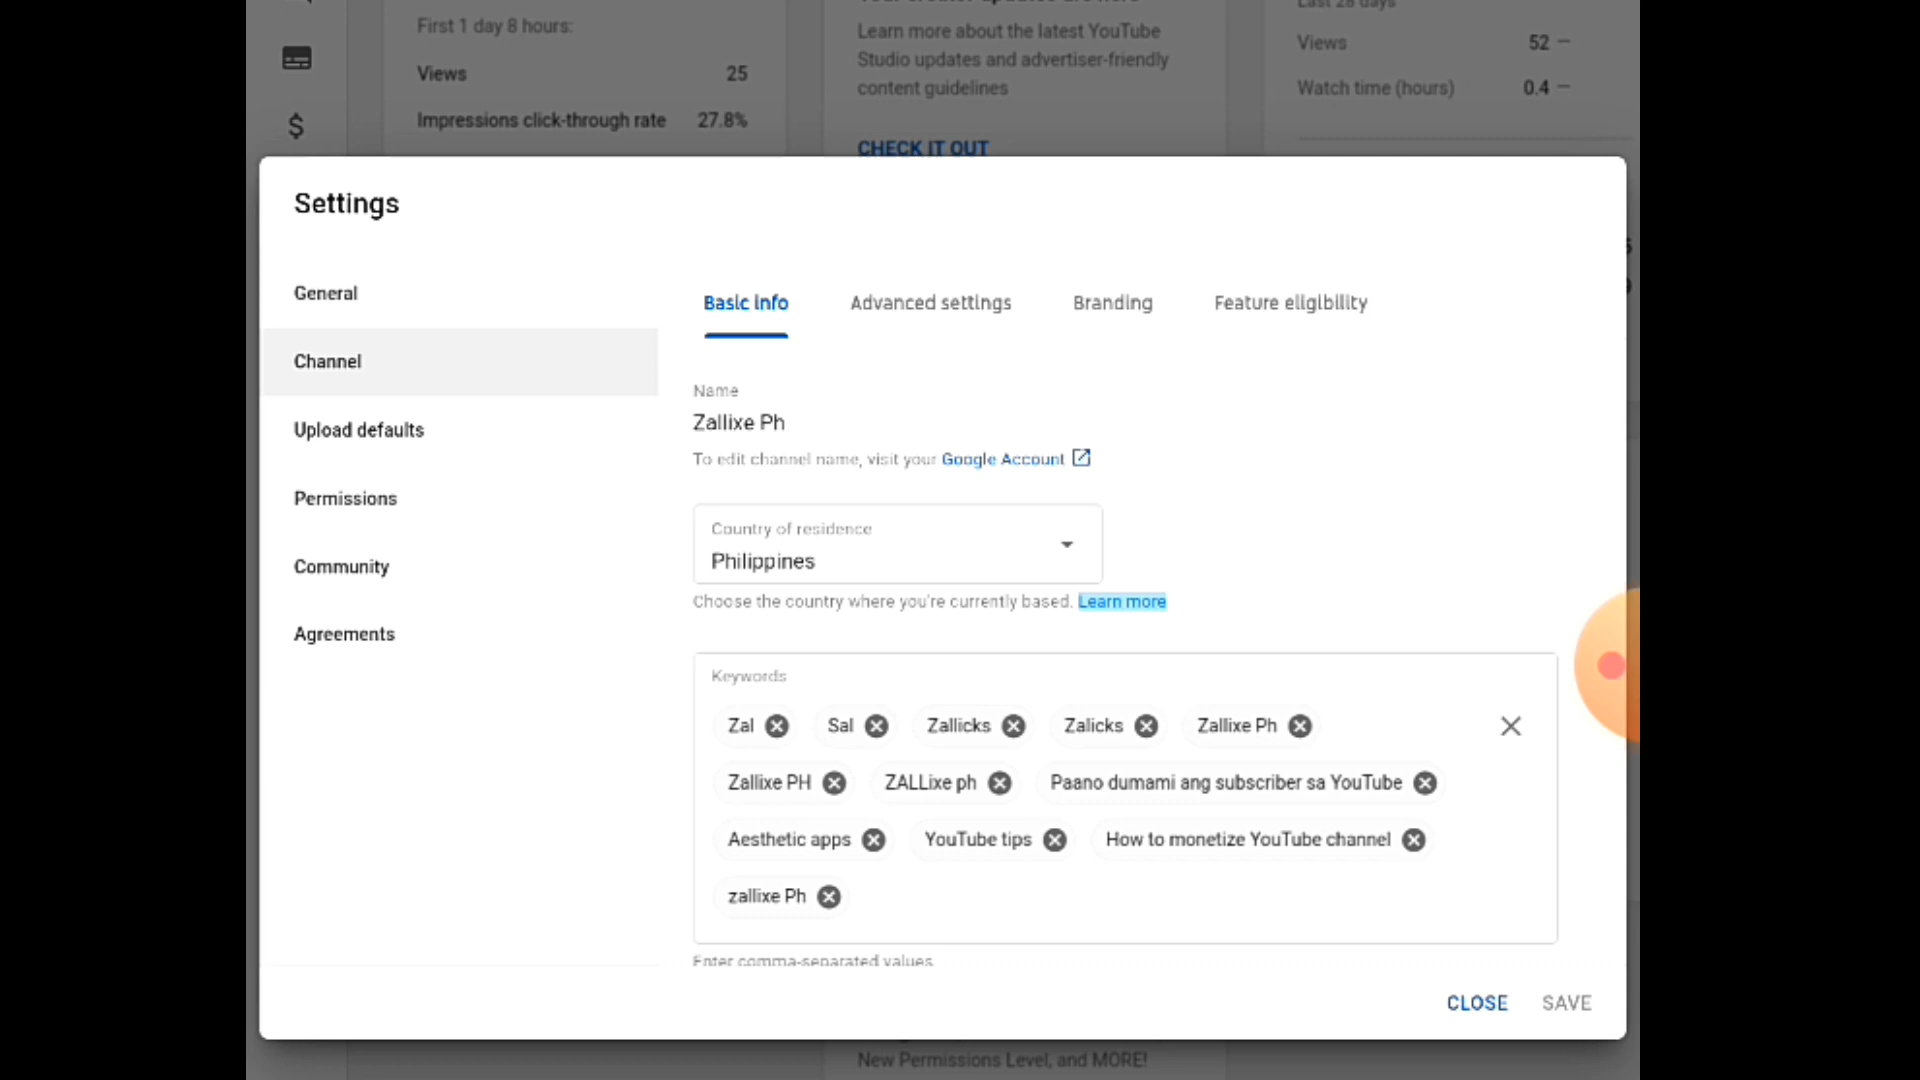 First 1 day 8 hours:
Views 25
Impressions click-through rate 27.8%
Learn more about the latest YouTube
Studio updates and advertiser-friendly
content guidelines
CHECK IT OUT
Last 28 days
Views 52 —
Watch time (hours) 0.4 —
Settings
General
Channel
Upload defaults
Permissions
Community
Agreements
Basic info Advanced settings Branding Feature eligibility
Name
Zallixe Ph
To edit channel name, visit your Google Account
Country of residence
Philippines
Choose the country where you're currently based. Learn more
Keywords
Zal Sal Zallicks Zalicks Zallixe Ph
Zallixe PH ZALLixe ph Paano dumami ang subscriber sa YouTube
Aesthetic apps YouTube tips How to monetize YouTube channel
zallixe Ph
Enter comma-separated values
CLOSE SAVE
New Permissions Level, and MORE!